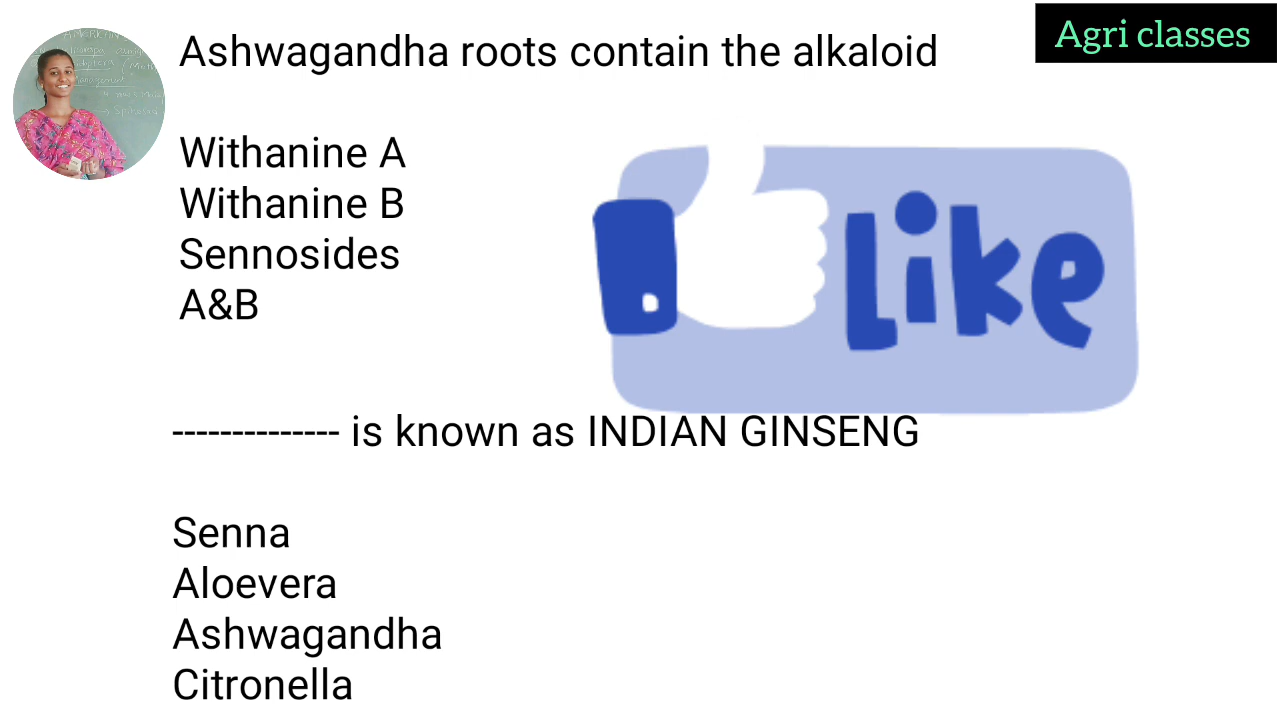 Agri classes
Ashwagandha roots contain the alkaloid
Withanine A
Withanine B
Sennosides
A&B
Like
-------------- is known as INDIAN GINSENG
Senna
Aloevera
Ashwagandha
Citronella